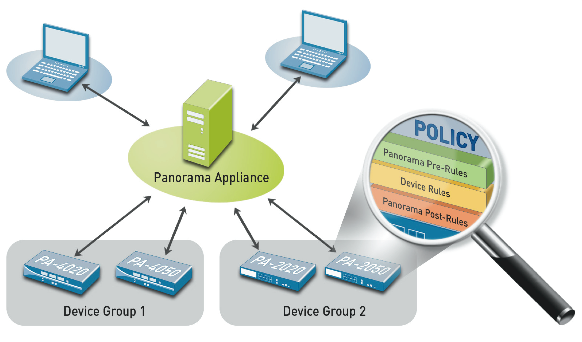 POLICY
Panorama Pre-Rules
Device Rules
Panorama Post-Rules
Panorama Appliance
PA-4020
PA-4050
PA-2020
PA-2050
Device Group 1
Device Group 2